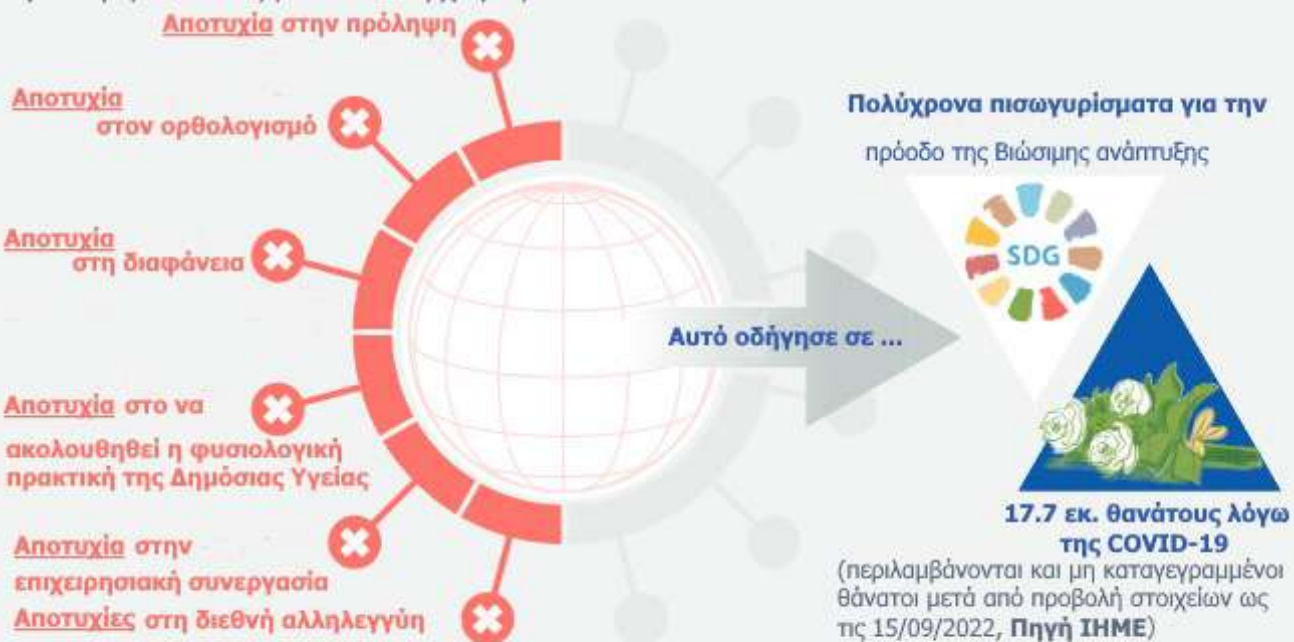 Αποτυχία στην πρόληψη
Αποτυχία
στον ορθολογισμό
Αποτυχία
στη διαφάνεια
Αποτυχία στο να
ακολουθηθεί η φυσιολογική
πρακτική της Δημόσιας Υγείας
Αποτυχία στην
επιχειρησιακή συνεργασία
Αποτυχίες στη διεθνή αλληλεγγύη
Αυτό οδήγησε σε ...
Πολύχρονα πισωγυρίσματα για την
πρόοδο της Βιώσιμης ανάπτυξης
SDG
17.7 εκ. θανάτους λόγω
της COVID-19
(περιλαμβάνονται και μη καταγεγραμμένοι
θάνατοι μετά από προβολή στοιχείων ως
τις 15/09/2022, Πηγή IHME)